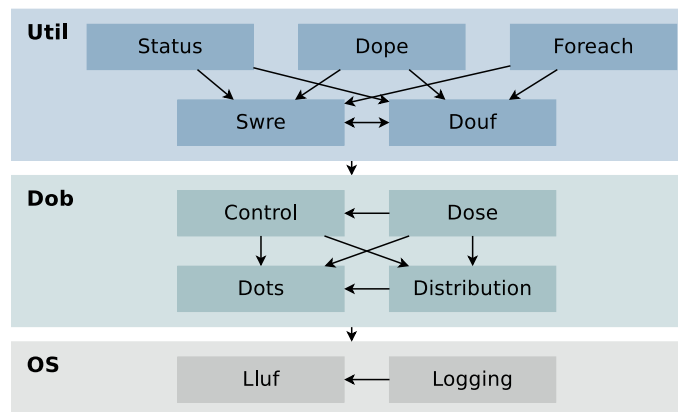 Util
Status
Dope
Foreach
Swre
Douf
Dob
Control
Dose
Dots
Distribution
OS
Lluf
Logging